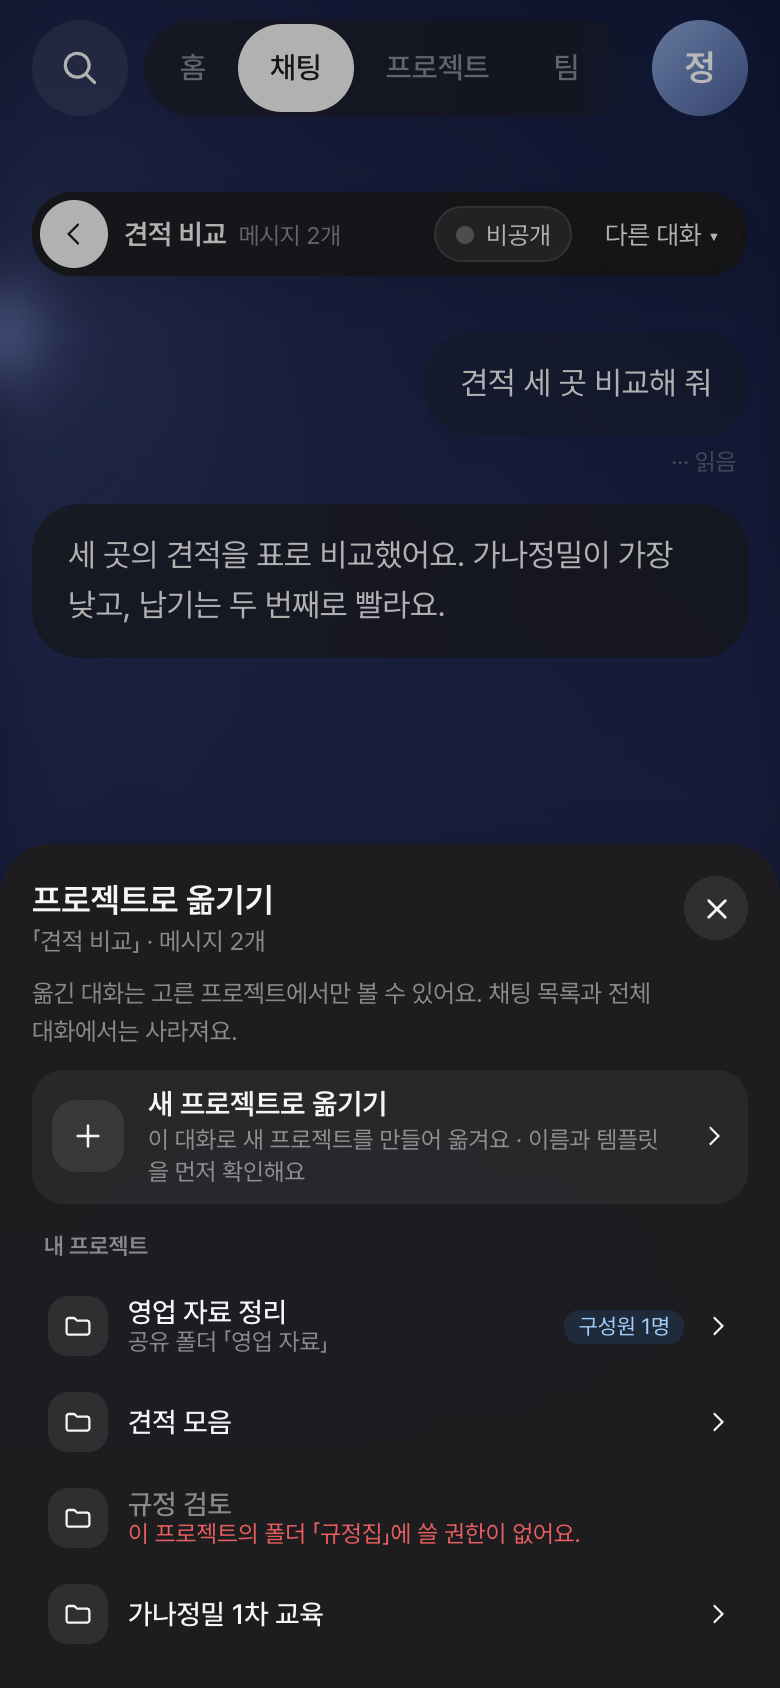 홈
채팅
프로젝트
팀
정
견적 비교 메시지 2개
비공개
다른 대화 ▾
견적 세 곳 비교해 줘
··· 읽음
세 곳의 견적을 표로 비교했어요. 가나정밀이 가장
낮고, 납기는 두 번째로 빨라요.
프로젝트로 옮기기
「견적 비교」 · 메시지 2개
옮긴 대화는 고른 프로젝트에서만 볼 수 있어요. 채팅 목록과 전체
대화에서는 사라져요.
새 프로젝트로 옮기기
이 대화로 새 프로젝트를 만들어 옮겨요 · 이름과 템플릿
을 먼저 확인해요
내 프로젝트
영업 자료 정리
공유 폴더 「영업 자료」
구성원 1명
견적 모음
규정 검토
이 프로젝트의 폴더 「규정집」에 쓸 권한이 없어요.
가나정밀 1차 교육